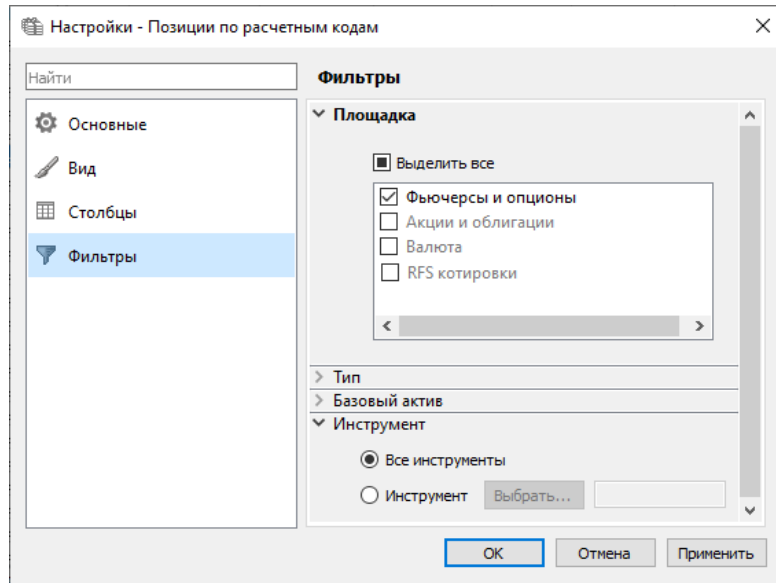 Настройки - Позиции по расчетным кодам
Найти
Основные
Вид
Столбцы
Фильтры
Фильтры
Площадка
Выделить все
Фьючерсы и опционы
Акции и облигации
Валюта
RFS котировки
Тип
Базовый актив
Инструмент
Все инструменты
Инструмент Выбрать...
ОК Отмена Применить